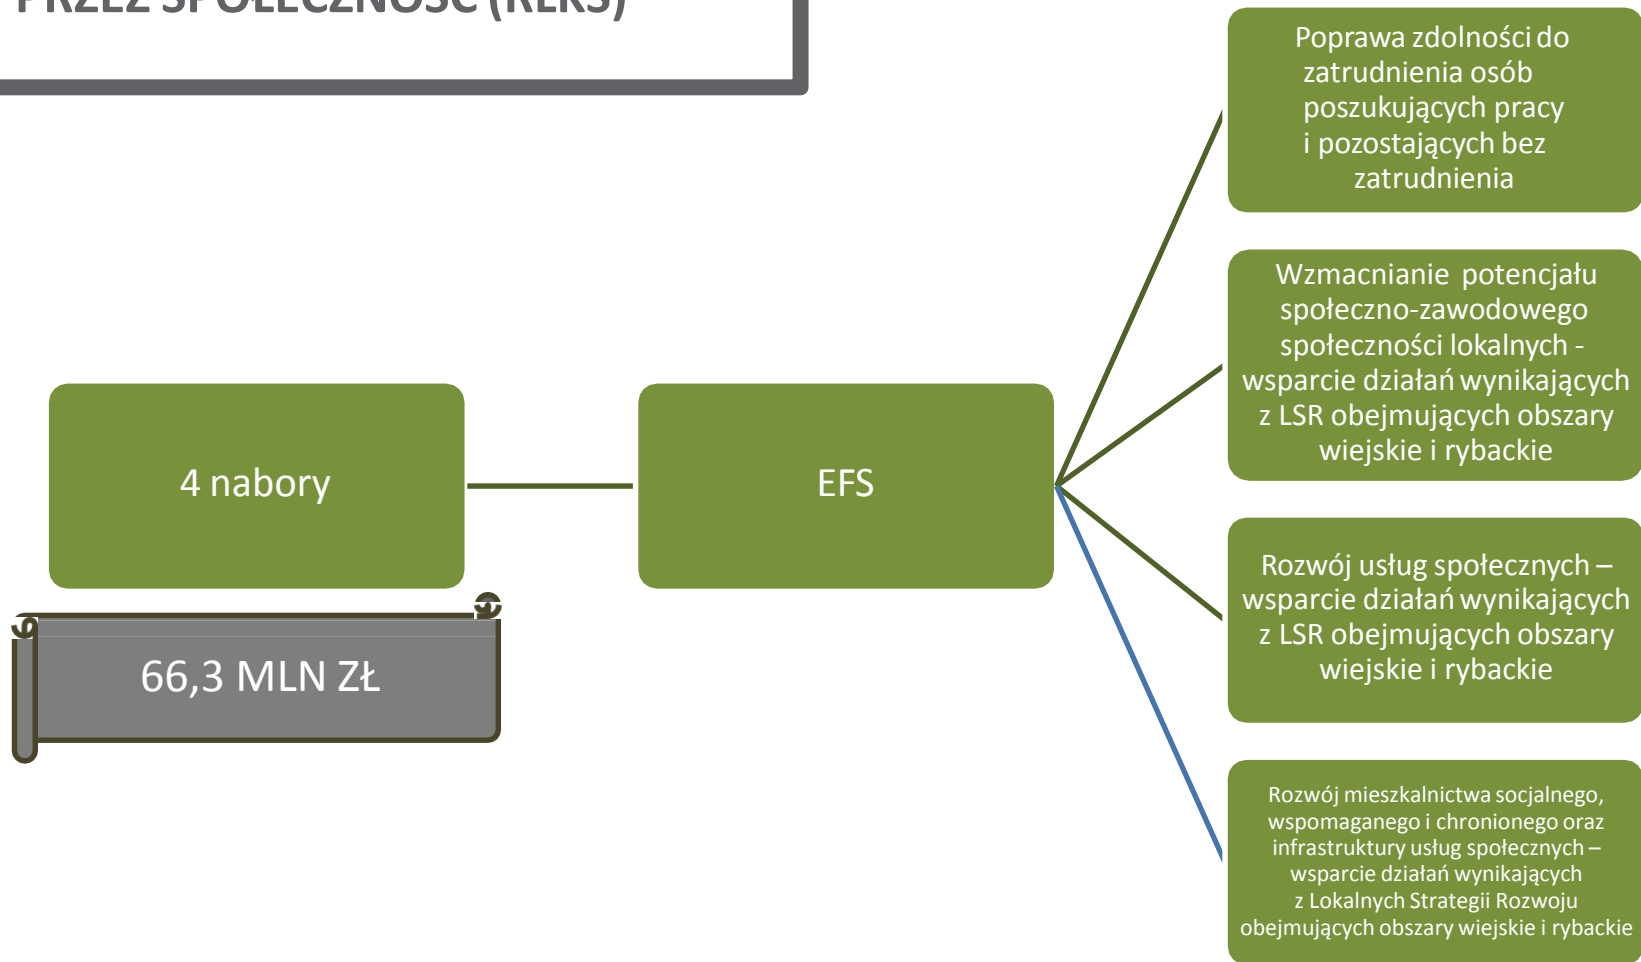 PRZEZ SPOŁECZNOŚĆ (RLKS)
4 nabory
66,3 MLN ZŁ
EFS
Poprawa zdolności do
zatrudnienia osób
poszukujących pracy
i pozostających bez
zatrudnienia
Wzmacnianie potencjału
społeczno-zawodowego
społeczności lokalnych -
wsparcie działań wynikających
z LSR obejmujących obszary
wiejskie i rybackie
Rozwój usług społecznych –
wsparcie działań wynikających
z LSR obejmujących obszary
wiejskie i rybackie
Rozwój mieszkalnictwa socjalnego,
wspomaganego i chronionego oraz
infrastruktury usług społecznych –
wsparcie działań wynikających
z Lokalnych Strategii Rozwoju
obejmujących obszary wiejskie i rybackie